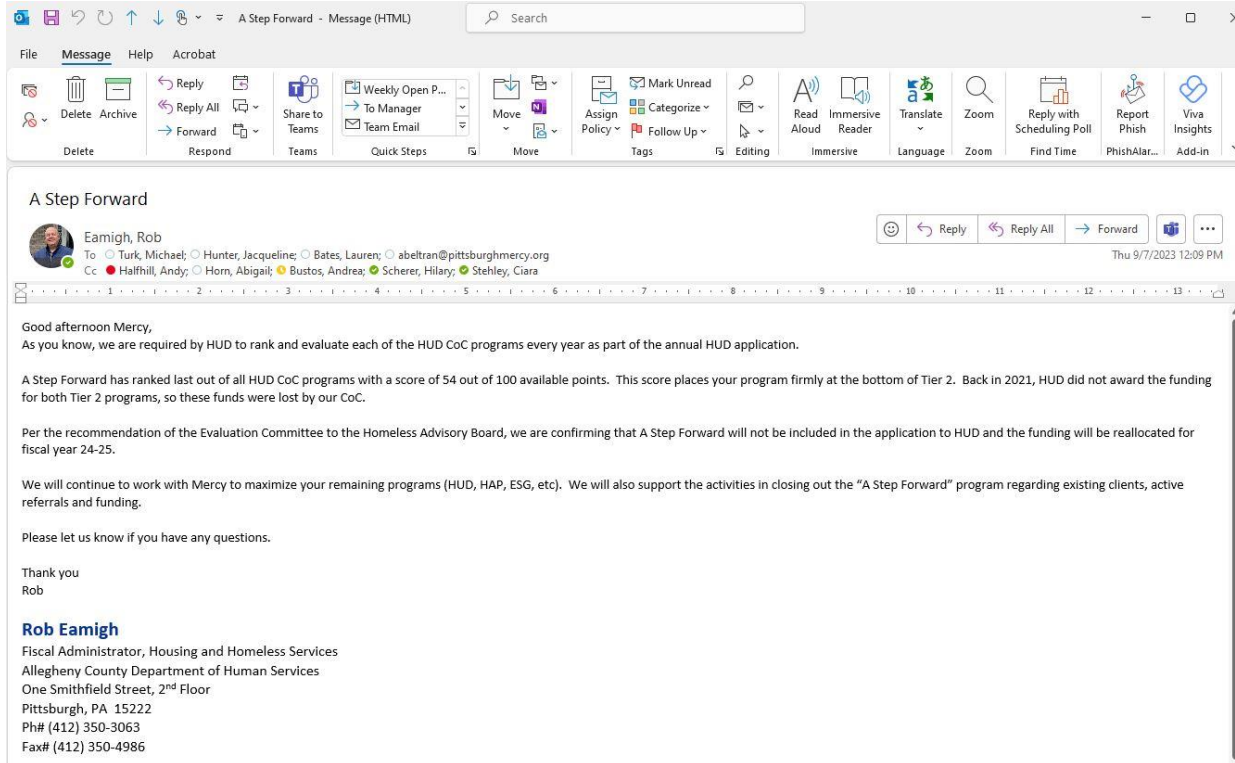 A Step Forward - Message (HTML)
Search
File Message Help Acrobat
Delete Archive
Reply
Reply All
Forward
Share to
Teams
Weekly Open P...
To Manager
Team Email
Move
Assign
Policy
Mark Unread
Categorize
Follow Up
Read
Aloud
Immersive
Reader
Translate
Zoom
Reply with
Scheduling Poll
Report
Phish
Viva
Insights
Delete Respond Teams Quick Steps Move Tags Editing Immersive Language Zoom Find Time PhishAlar... Add-in
A Step Forward
Eamigh, Rob
To Turk, Michael; Hunter, Jacqueline; Bates, Lauren; abeltran@pittsburghmercy.org
Cc Halfhill, Andy; Horn, Abigail; Bustos, Andrea; Scherer, Hilary; Stehley, Ciara
Reply Reply All Forward
Thu 9/7/2023 12:09 PM
1 2 3 4 5 6 7 8 9 10 11 12 13
Good afternoon Mercy,
As you know, we are required by HUD to rank and evaluate each of the HUD CoC programs every year as part of the annual HUD application.
A Step Forward has ranked last out of all HUD CoC programs with a score of 54 out of 100 available points.  This score places your program firmly at the bottom of Tier 2.  Back in 2021, HUD did not award the funding
for both Tier 2 programs, so these funds were lost by our CoC.
Per the recommendation of the Evaluation Committee to the Homeless Advisory Board, we are confirming that A Step Forward will not be included in the application to HUD and the funding will be reallocated for
fiscal year 24-25.
We will continue to work with Mercy to maximize your remaining programs (HUD, HAP, ESG, etc).  We will also support the activities in closing out the “A Step Forward” program regarding existing clients, active
referrals and funding.
Please let us know if you have any questions.
Thank you
Rob
Rob Eamigh
Fiscal Administrator, Housing and Homeless Services
Allegheny County Department of Human Services
One Smithfield Street, 2nd Floor
Pittsburgh, PA  15222
Ph# (412) 350-3063
Fax# (412) 350-4986